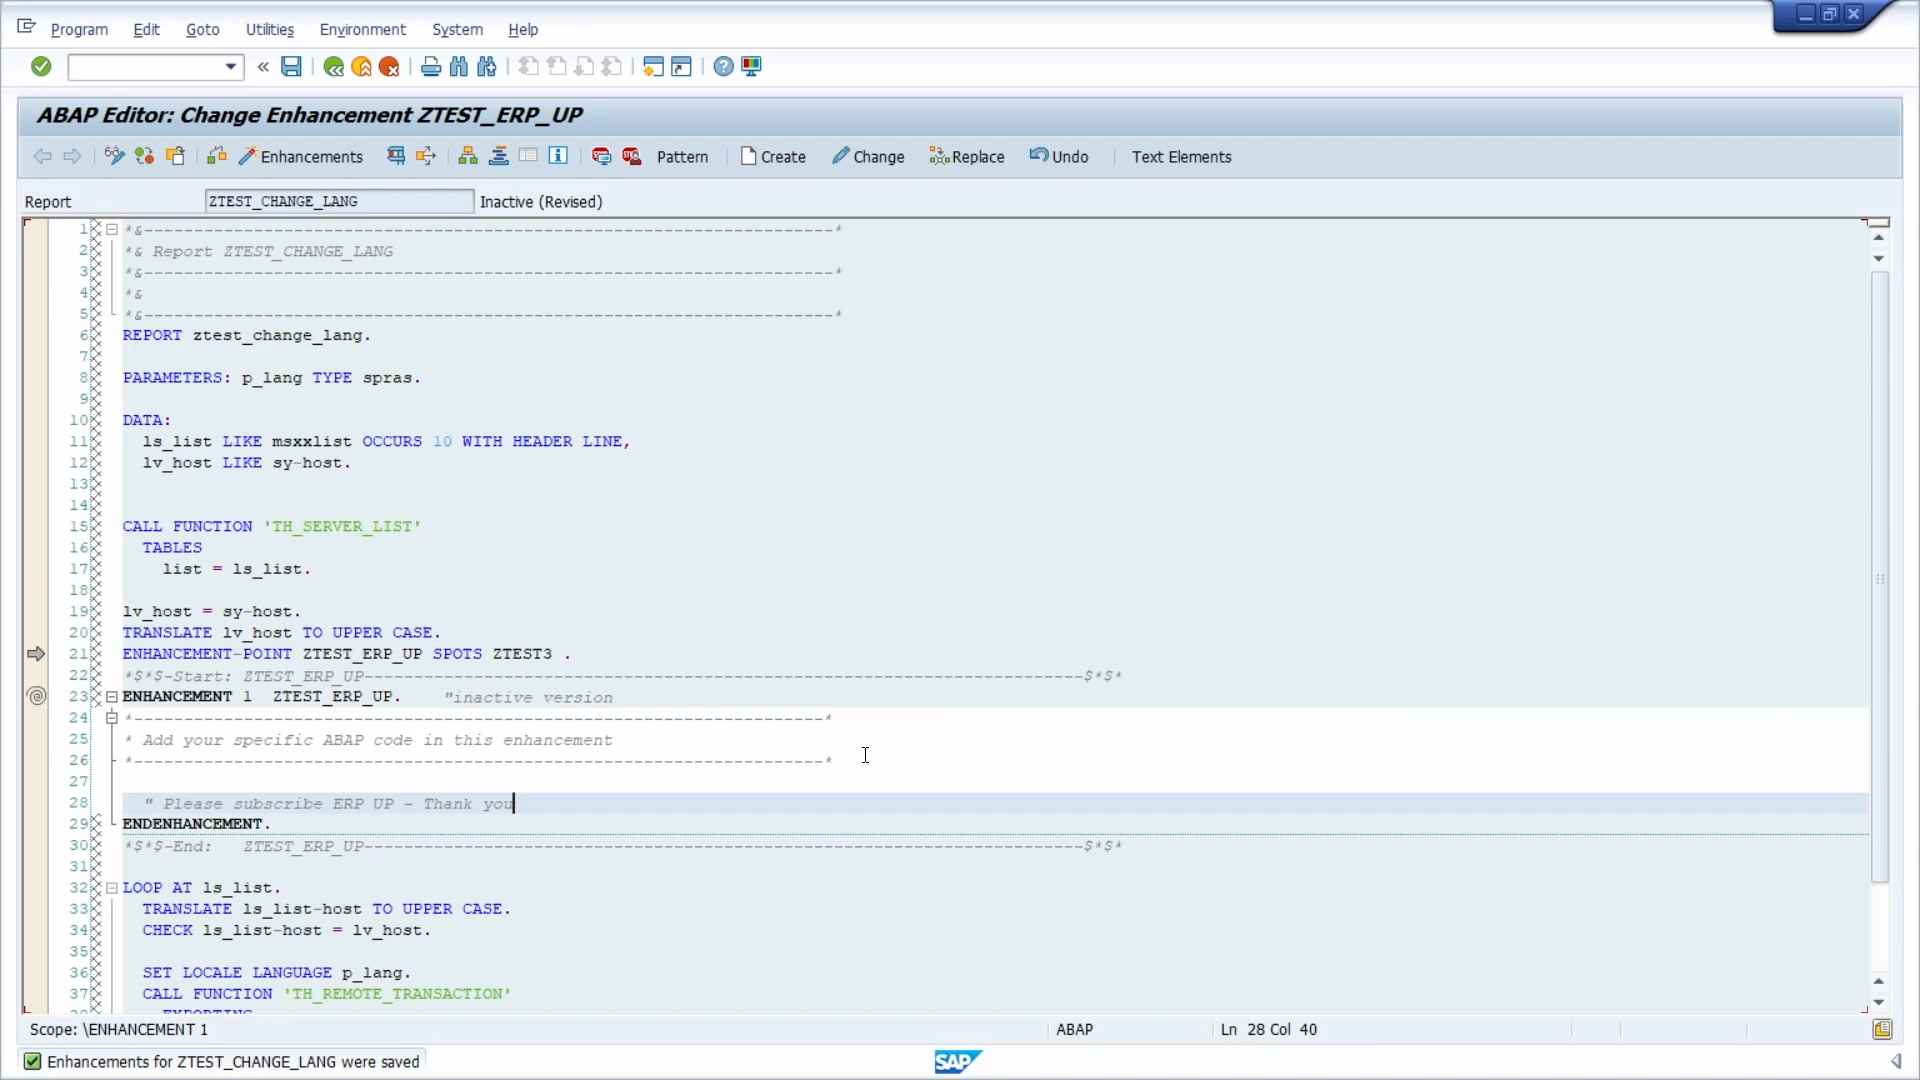 Program Edit Goto Utilities Environment System Help
ABAP Editor: Change Enhancement ZTEST_ERP_UP
Enhancements Pattern Create Change Replace Undo Text Elements
Report ZTEST_CHANGE_LANG Inactive (Revised)
1 *&---------------------------------------------------------------------*
2 *& Report ZTEST_CHANGE_LANG
3 *&---------------------------------------------------------------------*
4 *&
5 *&---------------------------------------------------------------------*
6 REPORT ztest_change_lang.
7
8 PARAMETERS: p_lang TYPE spras.
9
10 DATA:
11 ls_list LIKE msxxlist OCCURS 10 WITH HEADER LINE,
12 lv_host LIKE sy-host.
13
14
15 CALL FUNCTION 'TH_SERVER_LIST'
16 TABLES
17 list = ls_list.
18
19 lv_host = sy-host.
20 TRANSLATE lv_host TO UPPER CASE.
21 ENHANCEMENT-POINT ZTEST_ERP_UP SPOTS ZTEST3 .
22 *$*$-Start: ZTEST_ERP_UP------------------------------------------------------------------------$*$*
23 ENHANCEMENT 1 ZTEST_ERP_UP. "inactive version
24 *---------------------------------------------------------------------*
25 * Add your specific ABAP code in this enhancement
26 *---------------------------------------------------------------------*
27
28 " Please subscribe ERP UP - Thank you
29 ENDENHANCEMENT.
30 *$*$-End: ZTEST_ERP_UP------------------------------------------------------------------------$*$*
31
32 LOOP AT ls_list.
33 TRANSLATE ls_list-host TO UPPER CASE.
34 CHECK ls_list-host = lv_host.
35
36 SET LOCALE LANGUAGE p_lang.
37 CALL FUNCTION 'TH_REMOTE_TRANSACTION'
Scope: \ENHANCEMENT 1 ABAP Ln 28 Col 40
Enhancements for ZTEST_CHANGE_LANG were saved SAP